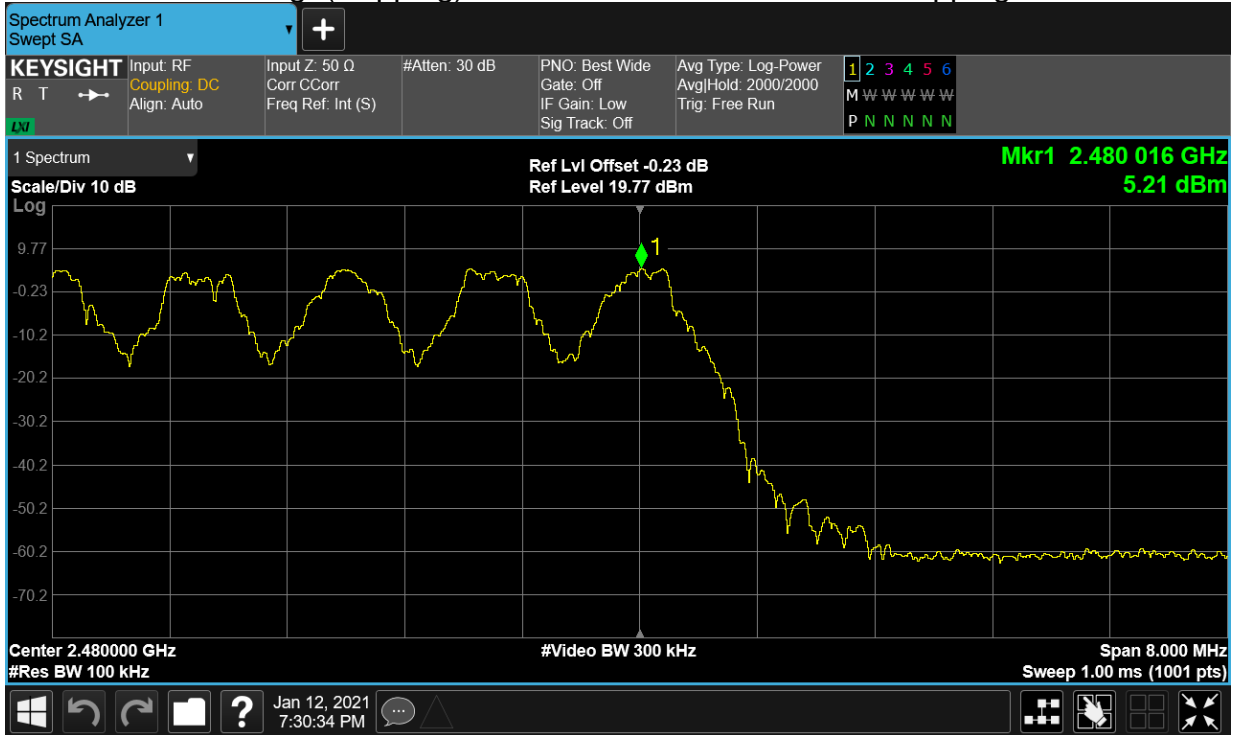 Spectrum Analyzer 1
Swept SA
KEYSIGHT
R T
LXI
Input: RF
Coupling: DC
Align: Auto
Input Z: 50 Ω
Corr CCorr
Freq Ref: Int (S)
#Atten: 30 dB
PNO: Best Wide
Gate: Off
IF Gain: Low
Sig Track: Off
Avg Type: Log-Power
Avg|Hold: 2000/2000
Trig: Free Run
1 2 3 4 5 6
M W W W W W
P N N N N N
1 Spectrum
Scale/Div 10 dB
Log
Ref Lvl Offset -0.23 dB
Ref Level 19.77 dBm
Mkr1 2.480 016 GHz
5.21 dBm
1
9.77
-0.23
-10.2
-20.2
-30.2
-40.2
-50.2
-60.2
-70.2
Center 2.480000 GHz
#Res BW 100 kHz
#Video BW 300 kHz
Span 8.000 MHz
Sweep 1.00 ms (1001 pts)
?
Jan 12, 2021
7:30:34 PM